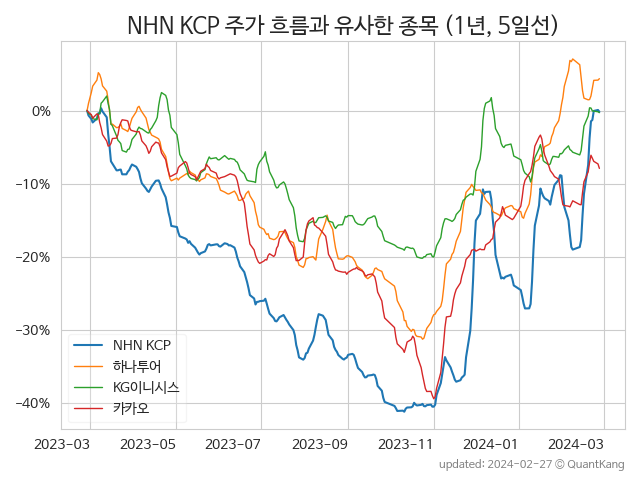 NHN KCP 주가 흐름과 유사한 종목 (1년, 5일선)
0%
−10%
−20%
−30%
−40%
NHN KCP
하나투어
KG이니시스
카카오
2023-03 2023-05 2023-07 2023-09 2023-11 2024-01 2024-03
updated: 2024-02-27 © QuantKang